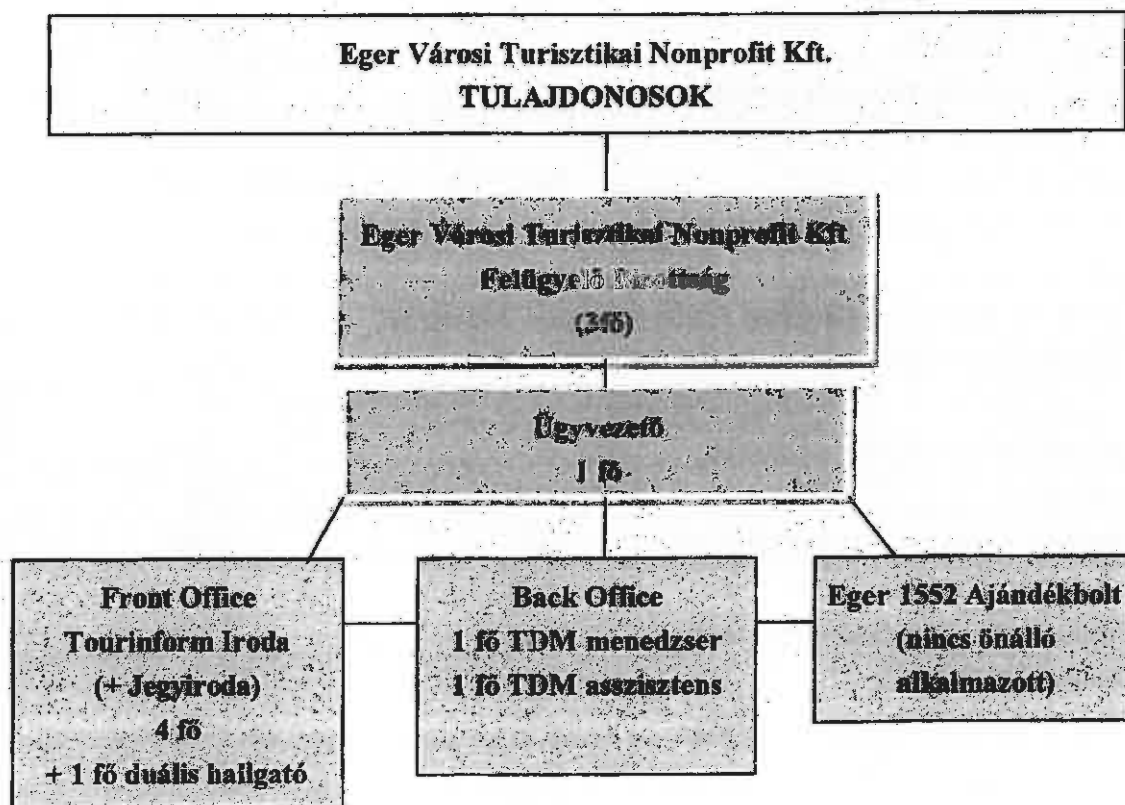 Eger Városi Turisztikai Nonprofit Kft.
TULAJDONOSOK
Eger Városi Turisztikai Nonprofit Kft
Felügyelő Bizottság
(3fő)
Ügyvezető
1 fő
Front Office
Tourinform Iroda
(+ Jegyiroda)
4 fő
+ 1 fő duális hallgató
Back Office
1 fő TDM menedzser
1 fő TDM asszisztens
Eger 1552 Ajándékbolt
(nincs önálló
alkalmazott)